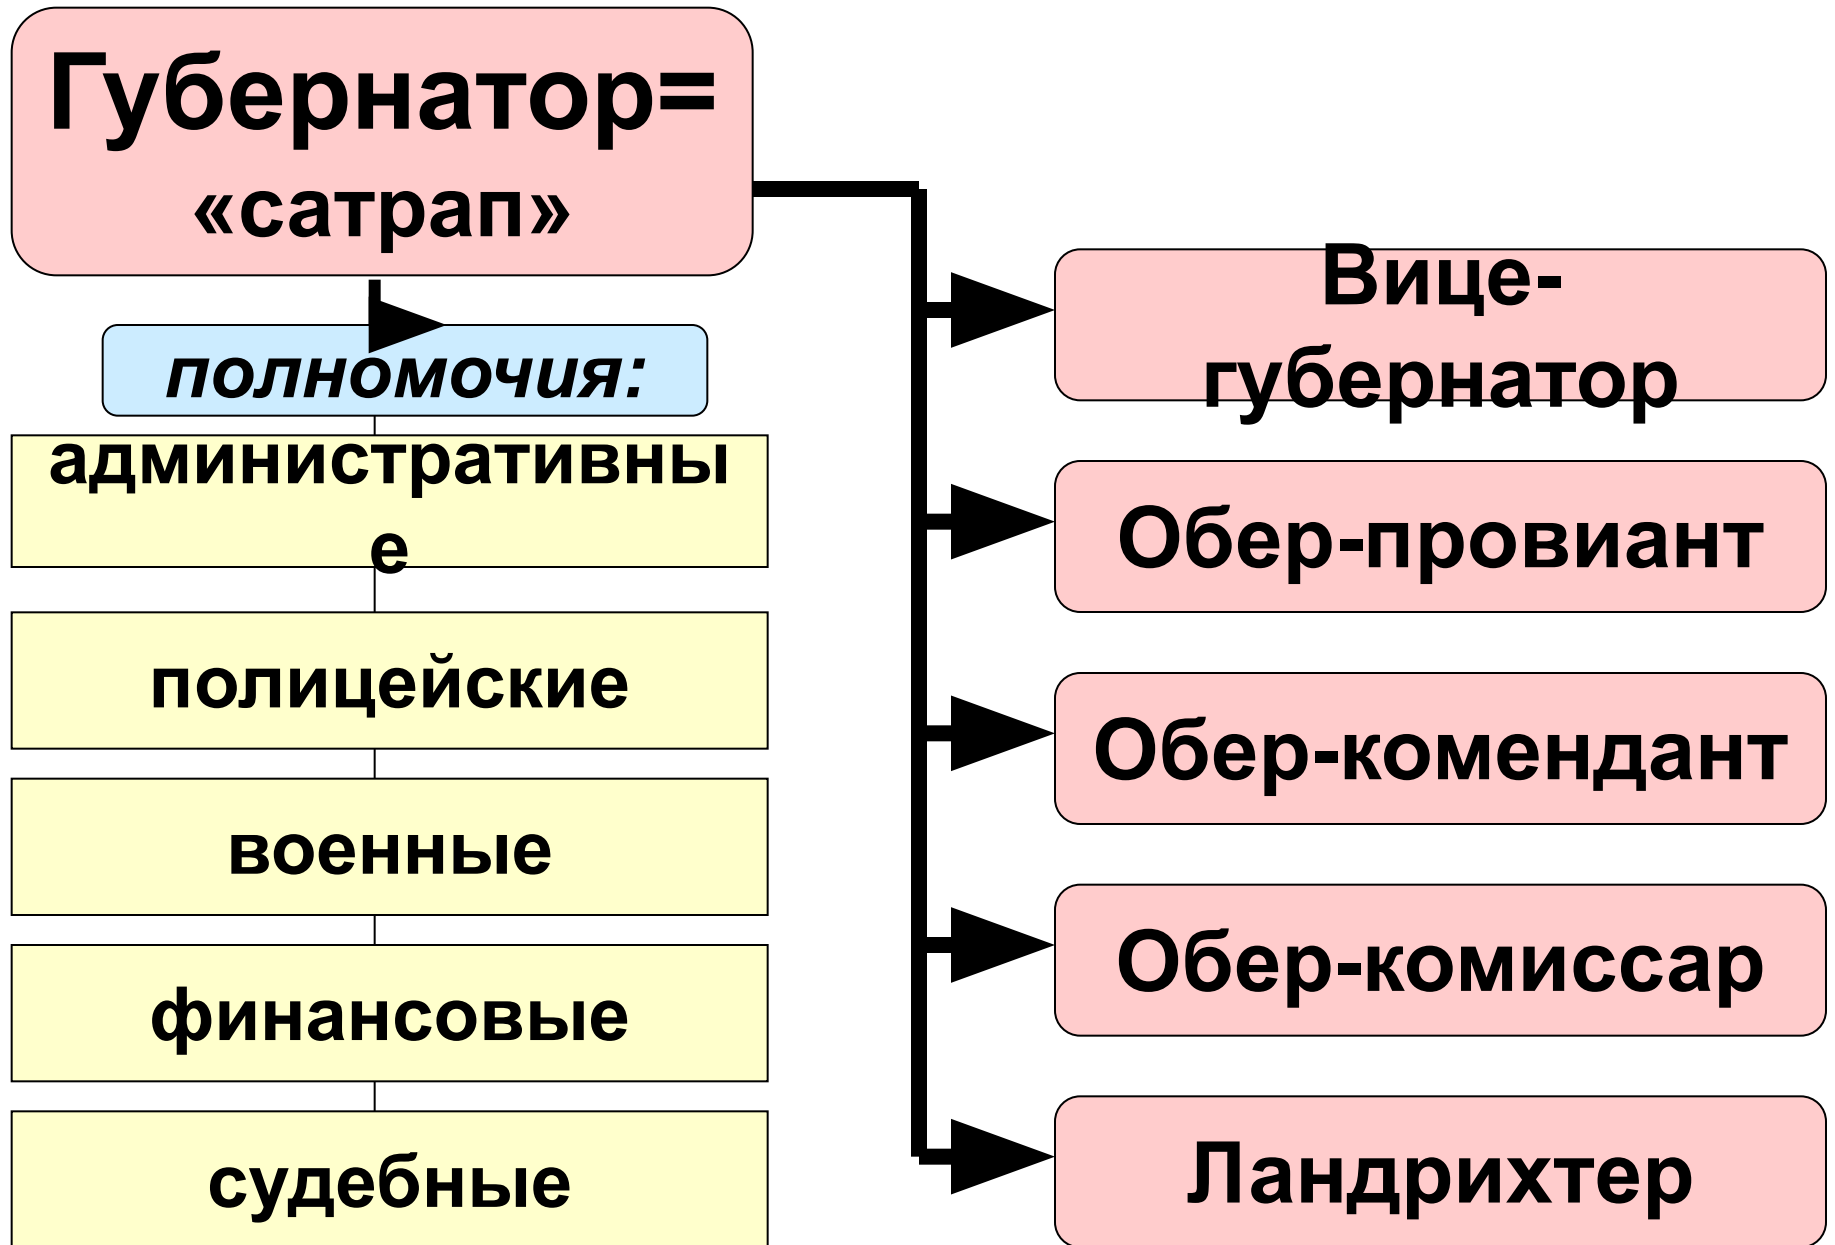 Губернатор=
«сатрап»
полномочия:
административны
е
полицейские
военные
финансовые
судебные
Вице-
губернатор
Обер-провиант
Обер-комендант
Обер-комиссар
Ландрихтер